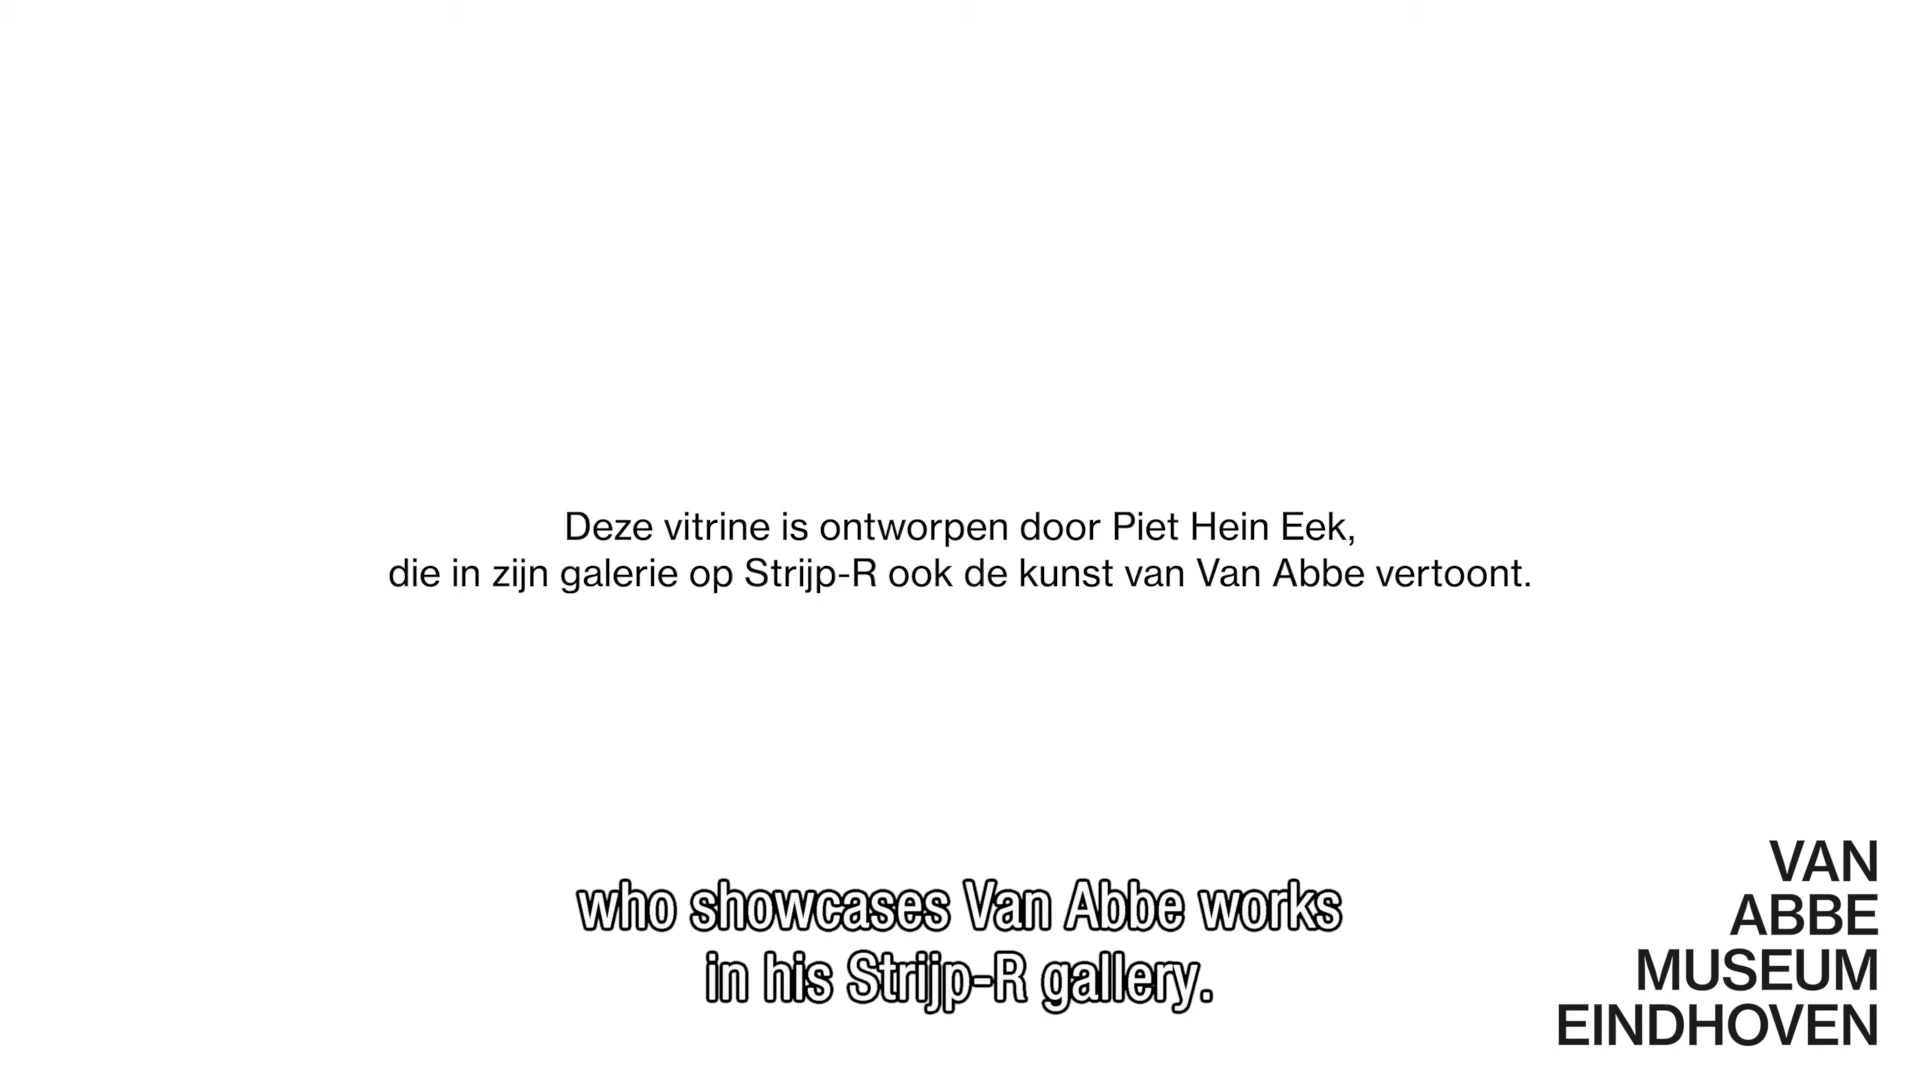 Deze vitrine is ontworpen door Piet Hein Eek,
die in zijn galerie op Strijp-R ook de kunst van Van Abbe vertoont.
who showcases Van Abbe works
in his Strijp-R gallery.
VAN
ABBE
MUSEUM
EINDHOVEN